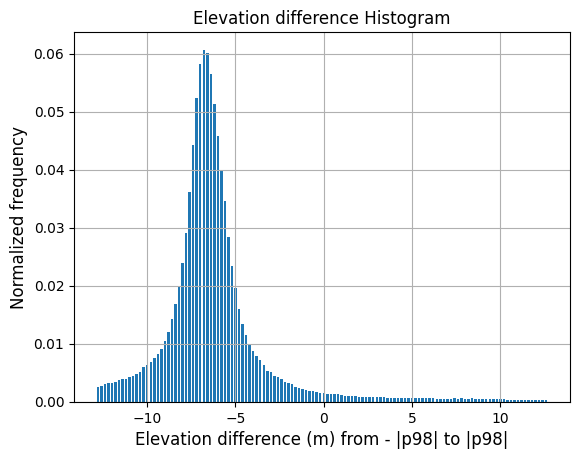 Elevation difference Histogram
Normalized frequency
0.06
0.05
0.04
0.03
0.02
0.01
0.00
−10 −5 0 5 10
Elevation difference (m) from - |p98| to |p98|